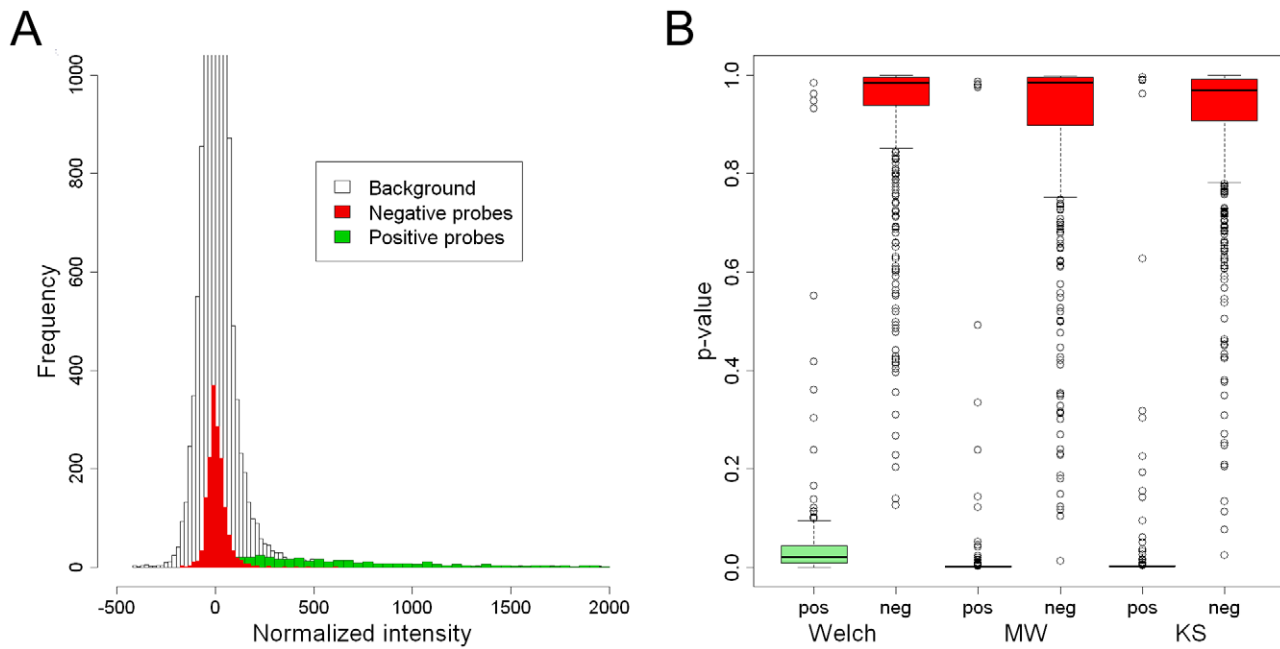 A
1000
800
600
400
200
0
Frequency
Background
Negative probes
Positive probes
-500 0 500 1000 1500 2000
Normalized intensity
B
1.0
0.8
0.6
0.4
0.2
0.0
p-value
pos neg pos neg pos neg
Welch MW KS